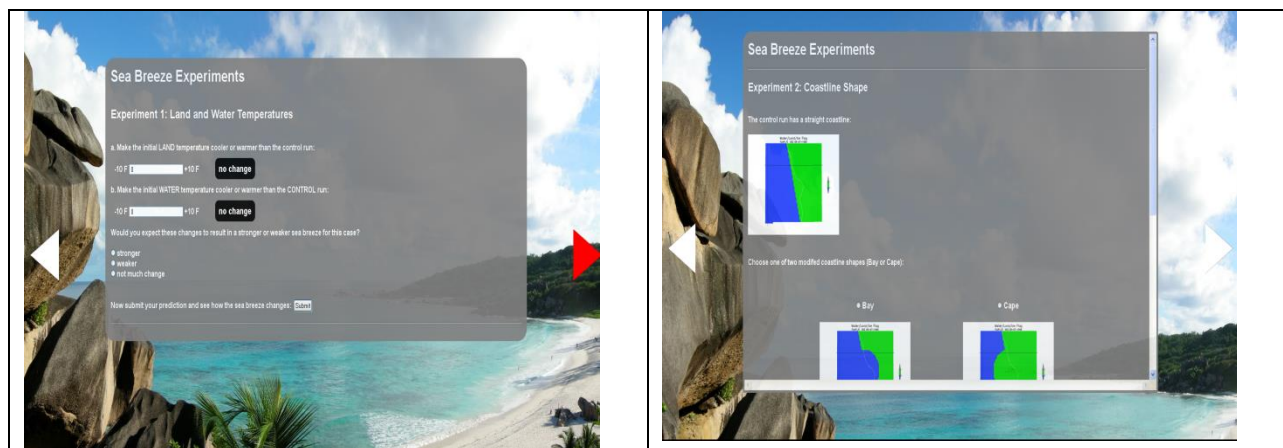 Sea Breeze Experiments
Experiment 1: Land and Water Temperatures
a. Make the initial LAND temperature cooler or warmer than the control run:
-10 F 1 +10 F no change
b. Make the initial WATER temperature cooler or warmer than the CONTROL run:
-10 F 1 +10 F no change
Would you expect these changes to result in a stronger or weaker sea breeze for this case?
stronger
weaker
not much change
Now submit your prediction and see how the sea breeze changes: Submit
Sea Breeze Experiments
Experiment 2: Coastline Shape
The control run has a straight coastline:
Choose one of two modifed coastline shapes (Bay or Cape):
Bay Cape